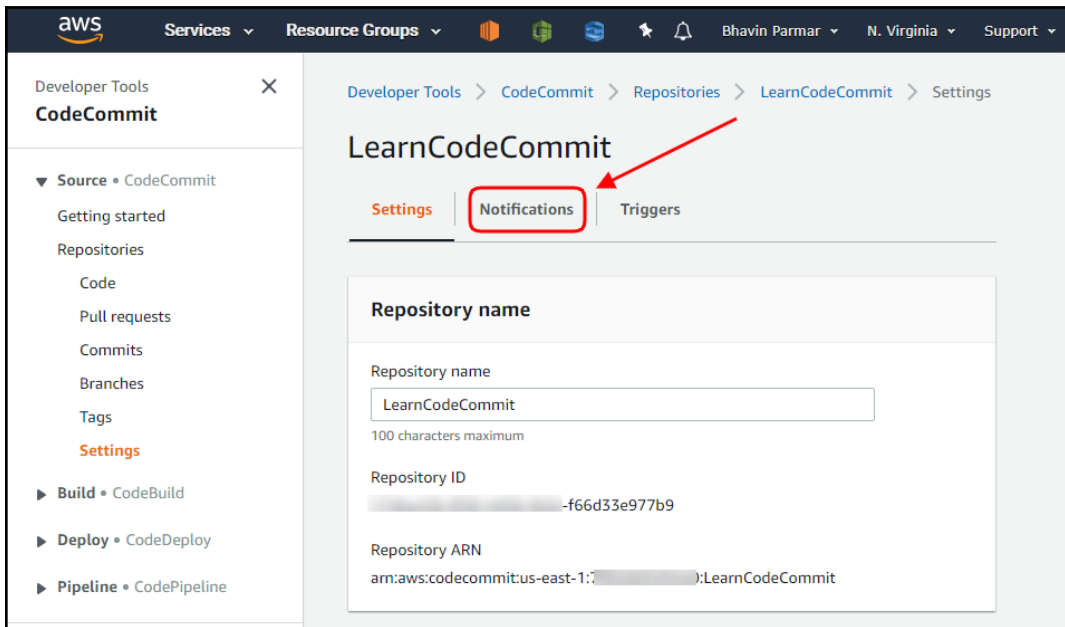 aws Services Resource Groups Bhavin Parmar N. Virginia Support
Developer Tools
CodeCommit
Source • CodeCommit
Getting started
Repositories
Code
Pull requests
Commits
Branches
Tags
Settings
Build • CodeBuild
Deploy • CodeDeploy
Pipeline • CodePipeline
Developer Tools > CodeCommit > Repositories > LearnCodeCommit > Settings
LearnCodeCommit
Settings Notifications Triggers
Repository name
Repository name
LearnCodeCommit
100 characters maximum
Repository ID
-f66d33e977b9
Repository ARN
arn:aws:codecommit:us-east-1: :LearnCodeCommit